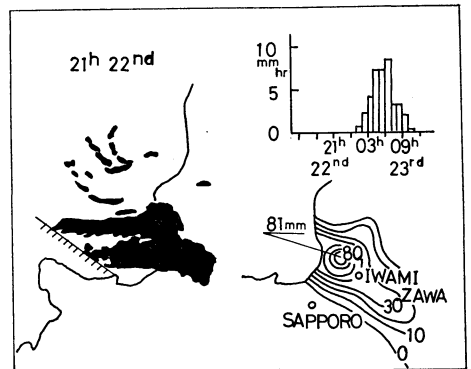 21h 22nd
10
mm
hr
5
0
21h 03h 09h
22nd 23rd
81mm
80
IWAMI
ZAWA
30
SAPPORO
10
0